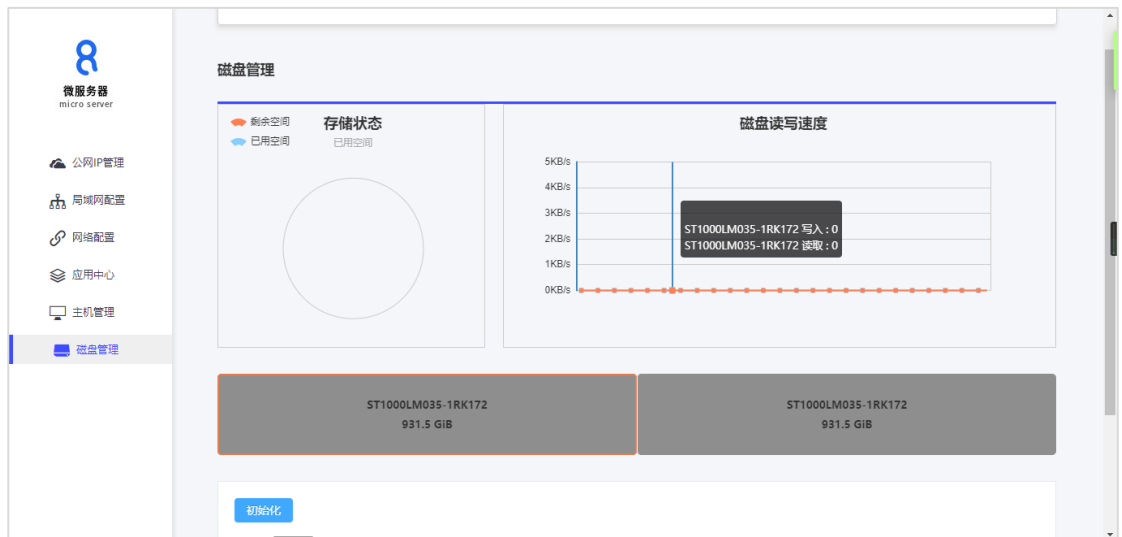 微服务器
micro server
公网IP管理
局域网配置
网络配置
应用中心
主机管理
磁盘管理
磁盘管理
剩余空间
已用空间
存储状态
已用空间
磁盘读写速度
5KB/s
4KB/s
3KB/s
2KB/s
1KB/s
0KB/s
ST1000LM035-1RK172 写入 : 0
ST1000LM035-1RK172 读取 : 0
ST1000LM035-1RK172
931.5 GiB
ST1000LM035-1RK172
931.5 GiB
初始化